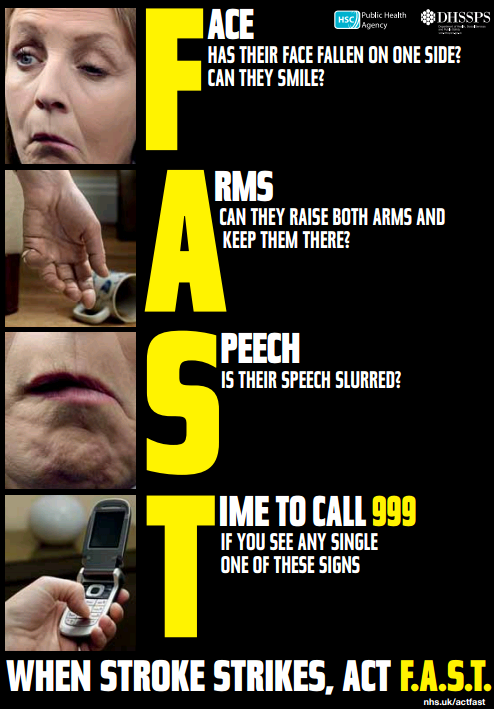 HSC Public Health
Agency
DHSSPS
FACE
HAS THEIR FACE FALLEN ON ONE SIDE?
CAN THEY SMILE?
ARMS
CAN THEY RAISE BOTH ARMS AND
KEEP THEM THERE?
SPEECH
IS THEIR SPEECH SLURRED?
TIME TO CALL 999
IF YOU SEE ANY SINGLE
ONE OF THESE SIGNS
WHEN STROKE STRIKES, ACT F.A.S.T.
nhs.uk/actfast